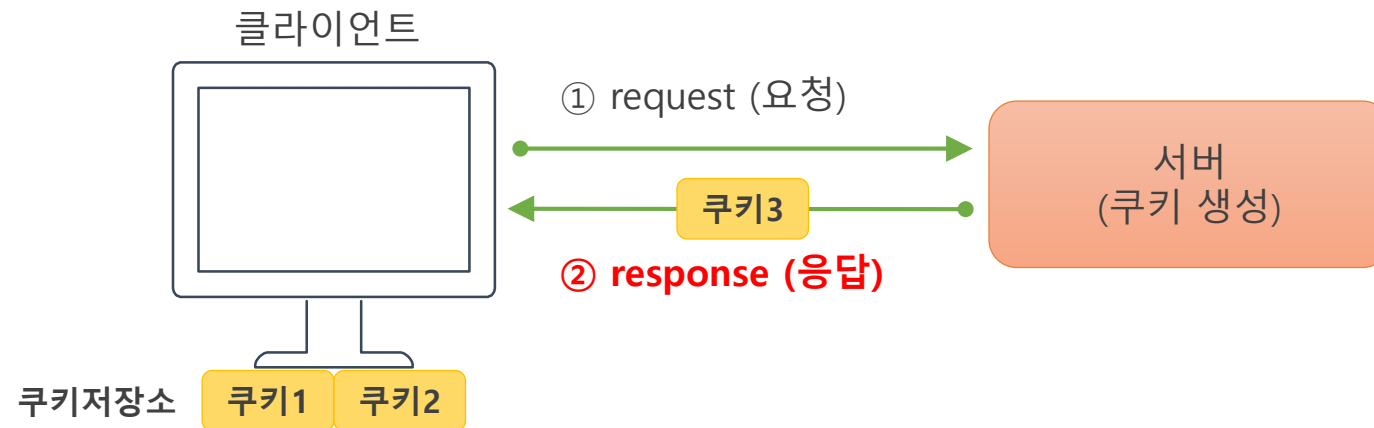 클라이언트
① request (요청)
서버
(쿠키 생성)
쿠키3
② response (응답)
쿠키저장소
쿠키1
쿠키2